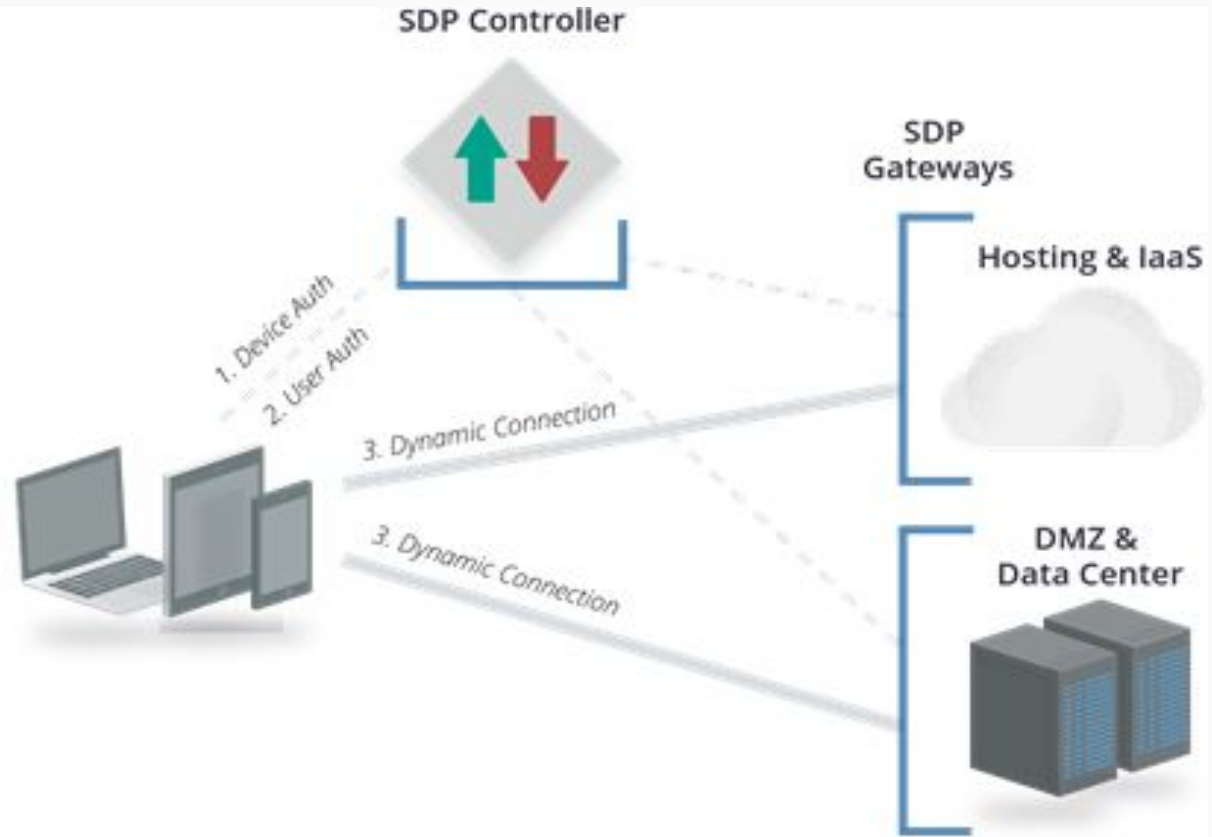 SDP Controller
SDP
Gateways
Hosting & IaaS
1. Device Auth
2. User Auth
3. Dynamic Connection
3. Dynamic Connection
DMZ &
Data Center